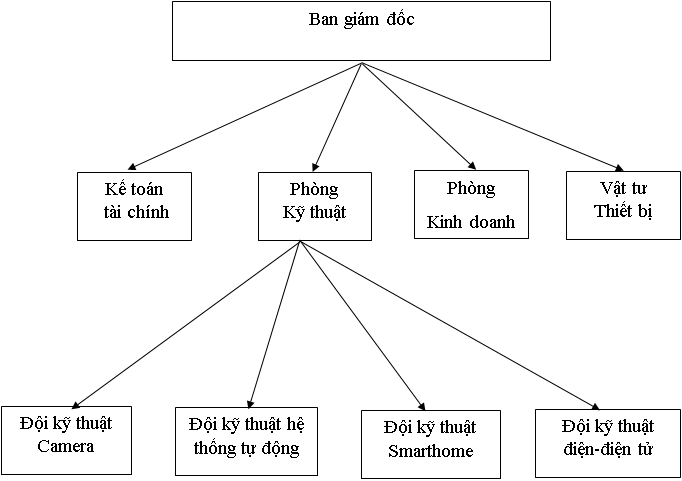 Ban giám đốc
Kế toán
tài chính
Phòng
Kỹ thuật
Phòng
Kinh doanh
Vật tư
Thiết bị
Đội kỹ thuật
Camera
Đội kỹ thuật hệ
thống tự động
Đội kỹ thuật
Smarthome
Đội kỹ thuật
điện-điện tử